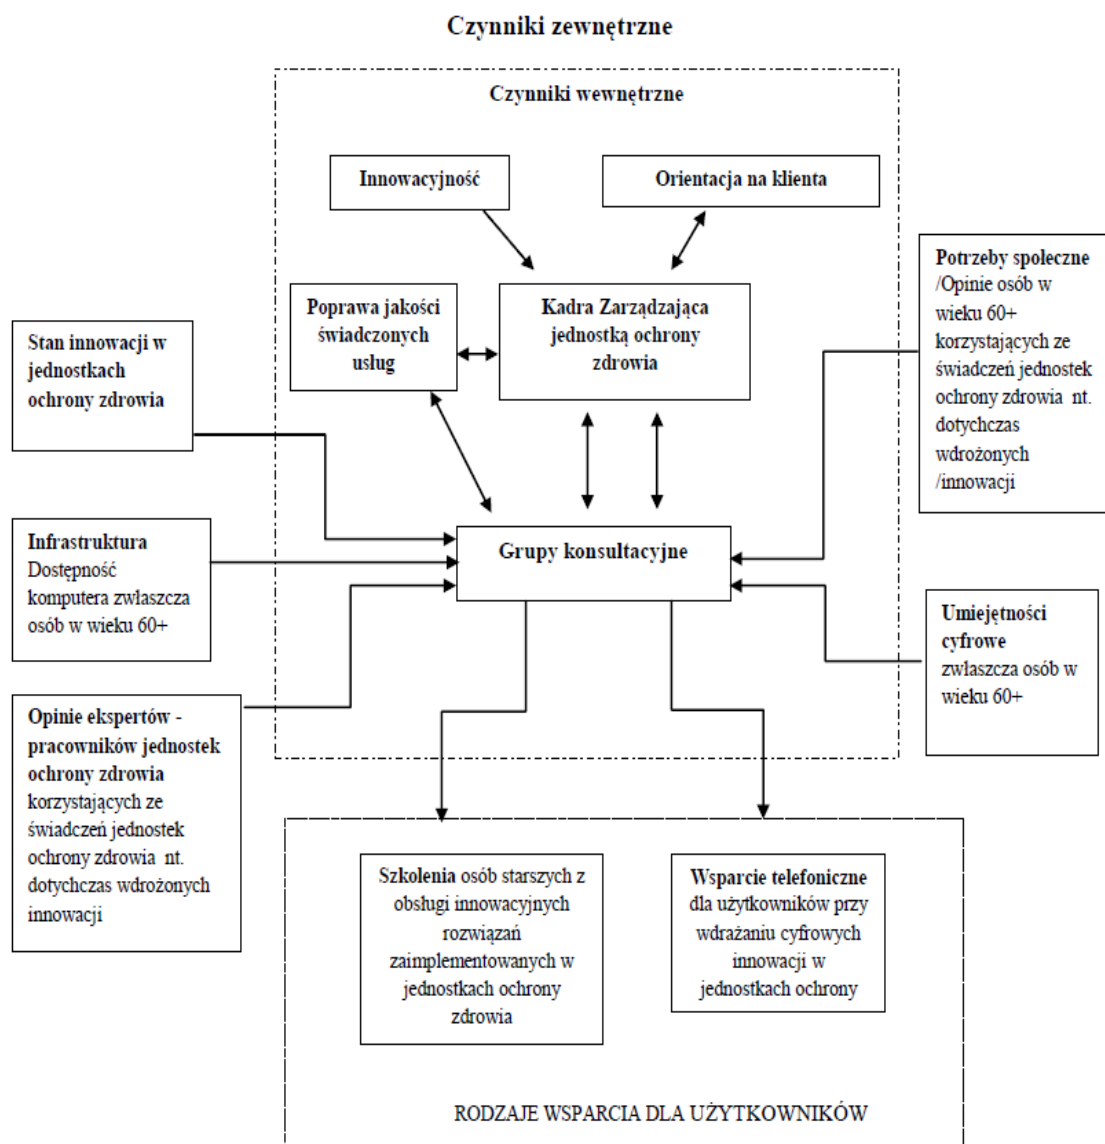 Czynniki zewnętrzne
Czynniki wewnętrzne
Innowacyjność
Orientacja na klienta
Poprawa jakości
świadczonych
usług
Kadra Zarządzająca
jednostką ochrony
zdrowia
Stan innowacji w
jednostkach
ochrony zdrowia
Potrzeby społeczne
/Opinie osób w
wieku 60+
korzystających ze
świadczeń jednostek
ochrony zdrowia nt.
dotychczas
wdrożonych
/innowacji
Infrastruktura
Dostępność
komputera zwłaszcza
osób w wieku 60+
Grupy konsultacyjne
Umiejętności
cyfrowe
zwłaszcza osób w
wieku 60+
Opinie ekspertów -
pracowników jednostek
ochrony zdrowia
korzystających ze
świadczeń jednostek
ochrony zdrowia nt.
dotychczas wdrożonych
innowacji
Szkolenia osób starszych z
obsługi innowacyjnych
rozwiązań
zaimplementowanych w
jednostkach ochrony
zdrowia
Wsparcie telefoniczne
dla użytkowników przy
wdrażaniu cyfrowych
innowacji w
jednostkach ochrony
RODZAJE WSPARCIA DLA UŻYTKOWNIKÓW